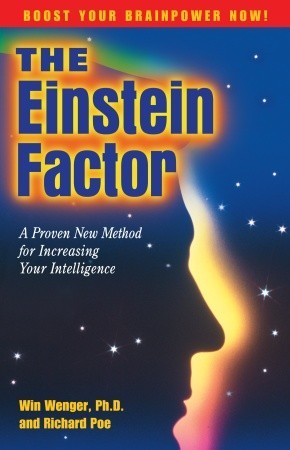 BOOST YOUR BRAINPOWER NOW!
THE
Einstein
Factor
A Proven New Method
for Increasing
Your Intelligence
Win Wenger, Ph.D.
and Richard Poe